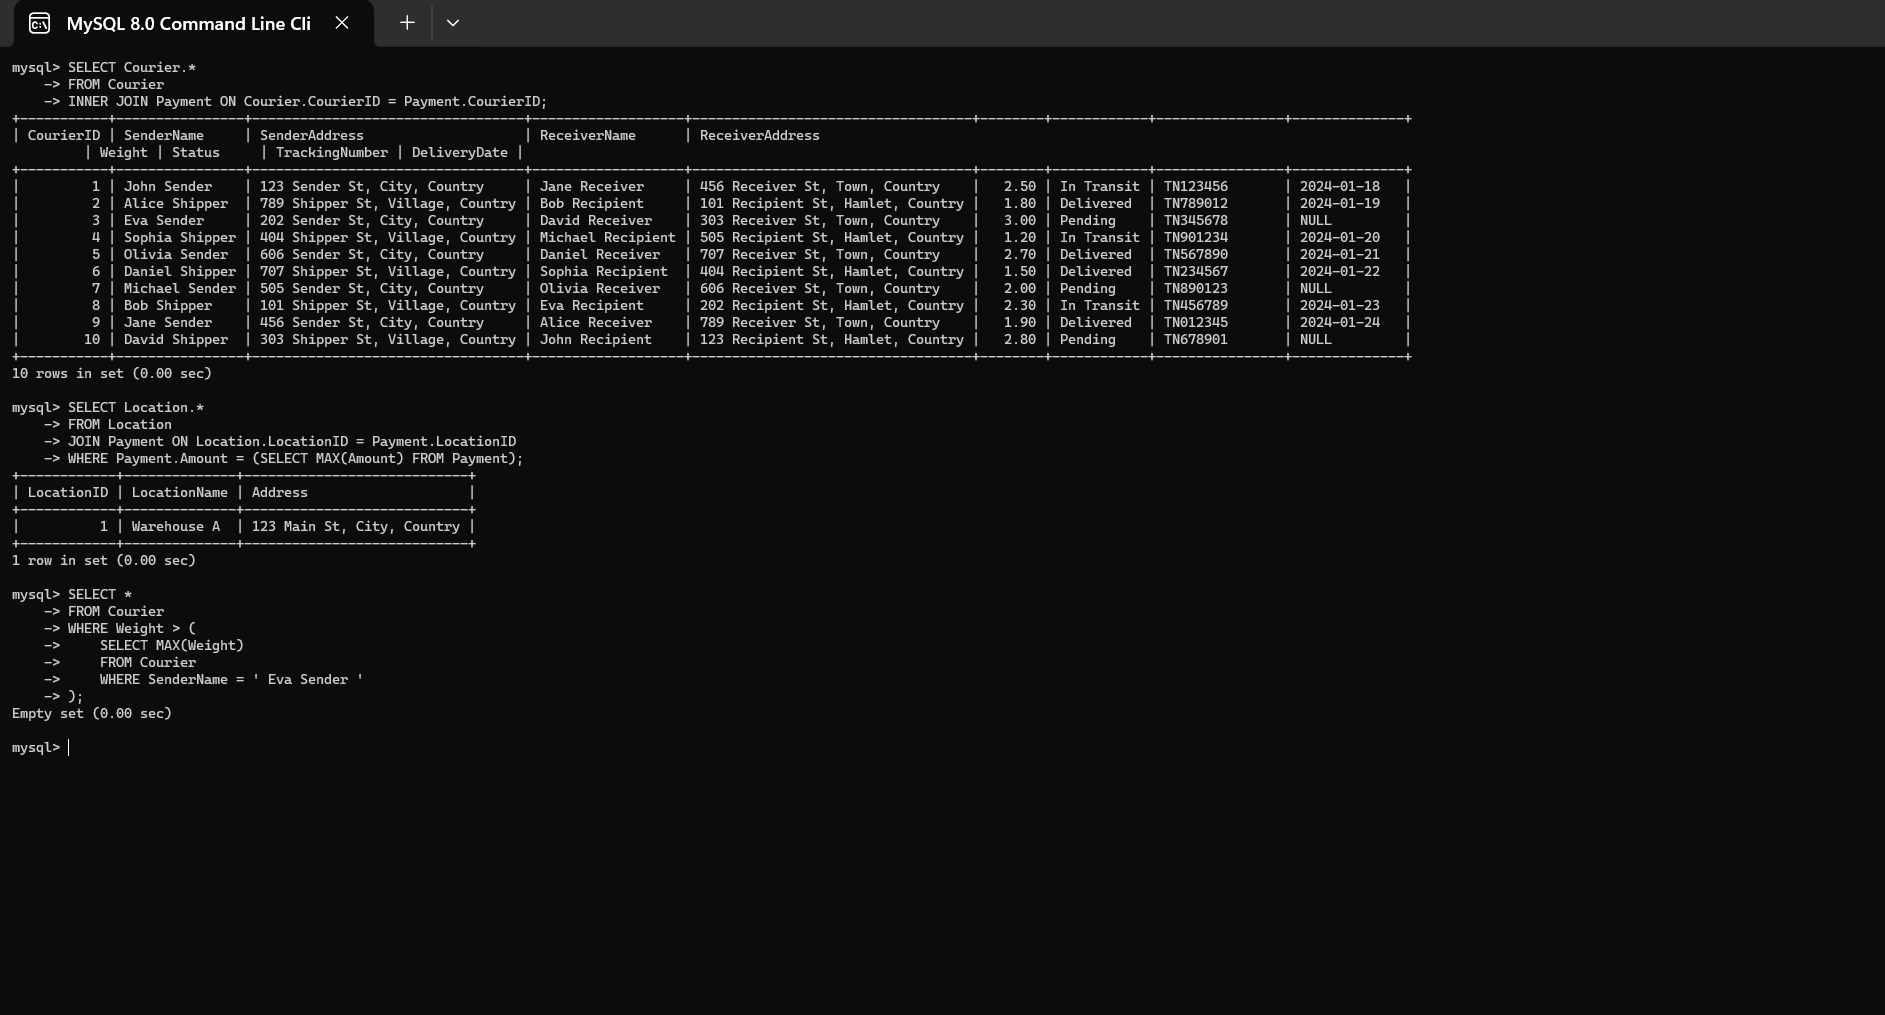 MySQL 8.0 Command Line Cli
mysql> SELECT Courier.*
    -> FROM Courier
    -> INNER JOIN Payment ON Courier.CourierID = Payment.CourierID;
+-----------+----------------+----------------------------------+-------------------+-----------------------------------+--------+------------+----------------+--------------+
| CourierID | SenderName     | SenderAddress                    | ReceiverName      | ReceiverAddress
         | Weight | Status     | TrackingNumber | DeliveryDate |
+-----------+----------------+----------------------------------+-------------------+-----------------------------------+--------+------------+----------------+--------------+
|         1 | John Sender    | 123 Sender St, City, Country     | Jane Receiver     | 456 Receiver St, Town, Country    |   2.50 | In Transit | TN123456       | 2024-01-18   |
|         2 | Alice Shipper  | 789 Shipper St, Village, Country | Bob Recipient     | 101 Recipient St, Hamlet, Country |   1.80 | Delivered  | TN789012       | 2024-01-19   |
|         3 | Eva Sender     | 202 Sender St, City, Country     | David Receiver    | 303 Receiver St, Town, Country    |   3.00 | Pending    | TN345678       | NULL         |
|         4 | Sophia Shipper | 404 Shipper St, Village, Country | Michael Recipient | 505 Recipient St, Hamlet, Country |   1.20 | In Transit | TN901234       | 2024-01-20   |
|         5 | Olivia Sender  | 606 Sender St, City, Country     | Daniel Receiver   | 707 Receiver St, Town, Country    |   2.70 | Delivered  | TN567890       | 2024-01-21   |
|         6 | Daniel Shipper | 707 Shipper St, Village, Country | Sophia Recipient  | 404 Recipient St, Hamlet, Country |   1.50 | Delivered  | TN234567       | 2024-01-22   |
|         7 | Michael Sender | 505 Sender St, City, Country     | Olivia Receiver   | 606 Receiver St, Town, Country    |   2.00 | Pending    | TN890123       | NULL         |
|         8 | Bob Shipper    | 101 Shipper St, Village, Country | Eva Recipient     | 202 Recipient St, Hamlet, Country |   2.30 | In Transit | TN456789       | 2024-01-23   |
|         9 | Jane Sender    | 456 Sender St, City, Country     | Alice Receiver    | 789 Receiver St, Town, Country    |   1.90 | Delivered  | TN012345       | 2024-01-24   |
|        10 | David Shipper  | 303 Shipper St, Village, Country | John Recipient    | 123 Recipient St, Hamlet, Country |   2.80 | Pending    | TN678901       | NULL         |
+-----------+----------------+----------------------------------+-------------------+-----------------------------------+--------+------------+----------------+--------------+
10 rows in set (0.00 sec)
mysql> SELECT Location.*
    -> FROM Location
    -> JOIN Payment ON Location.LocationID = Payment.LocationID
    -> WHERE Payment.Amount = (SELECT MAX(Amount) FROM Payment);
+------------+--------------+----------------------------+
| LocationID | LocationName | Address                    |
+------------+--------------+----------------------------+
|          1 | Warehouse A  | 123 Main St, City, Country |
+------------+--------------+----------------------------+
1 row in set (0.00 sec)
mysql> SELECT *
    -> FROM Courier
    -> WHERE Weight > (
    ->     SELECT MAX(Weight)
    ->     FROM Courier
    ->     WHERE SenderName = ' Eva Sender '
    -> );
Empty set (0.00 sec)
mysql>